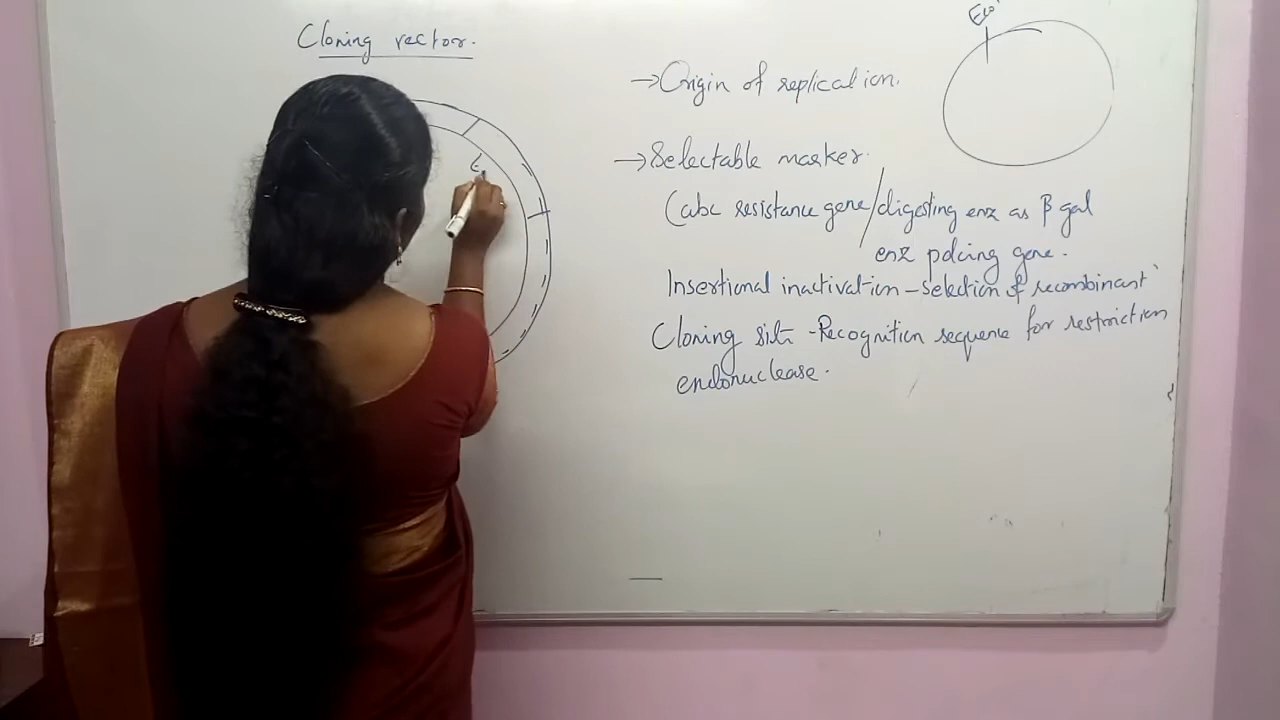 Cloning vector.
Eco
→ Origin of replication.
→ Selectable marker.
(abc resistance gene/digesting enz as β gal
enz pdcing gene.
Insertional inactivation – selection of recombinant
Cloning site - Recognition sequence for restriction
endonuclease.